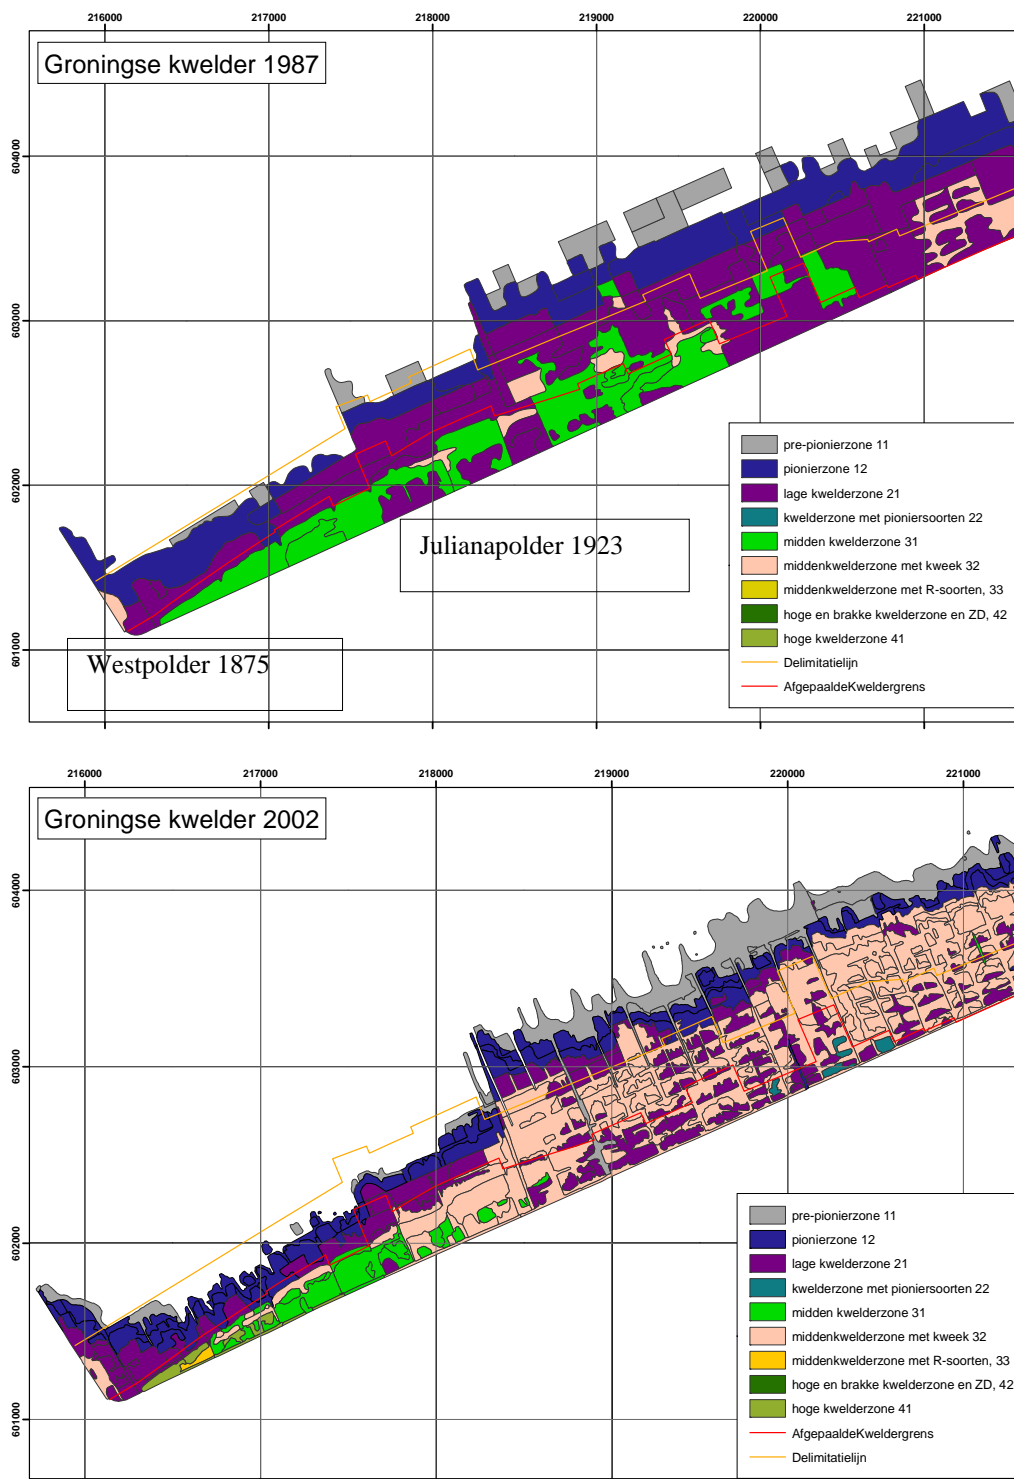 216000 217000 218000 219000 220000 221000
Groningse kwelder 1987
604000
603000
602000
601000
pre-pionierzone 11
pionierzone 12
lage kwelderzone 21
kwelderzone met pioniersoorten 22
midden kwelderzone 31
middenkwelderzone met kweek 32
middenkwelderzone met R-soorten, 33
hoge en brakke kwelderzone en ZD, 42
hoge kwelderzone 41
Delimitatielijn
AfgepaaldeKweldergrens
Julianapolder 1923
Westpolder 1875
216000 217000 218000 219000 220000 221000
Groningse kwelder 2002
604000
603000
602000
601000
pre-pionierzone 11
pionierzone 12
lage kwelderzone 21
kwelderzone met pioniersoorten 22
midden kwelderzone 31
middenkwelderzone met kweek 32
middenkwelderzone met R-soorten, 33
hoge en brakke kwelderzone en ZD, 42
hoge kwelderzone 41
AfgepaaldeKweldergrens
Delimitatielijn